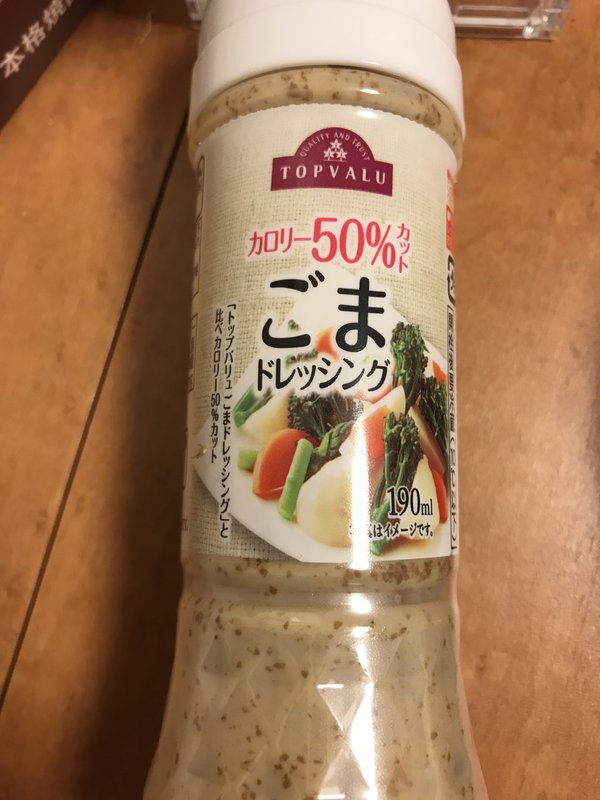 本格焼
QUALITY AND TRUST
TOPVALU
カロリー50%カット
ごま
ドレッシング
「トップバリュ ごまドレッシング」と
比べカロリー50%カット
190ml
はイメージです。